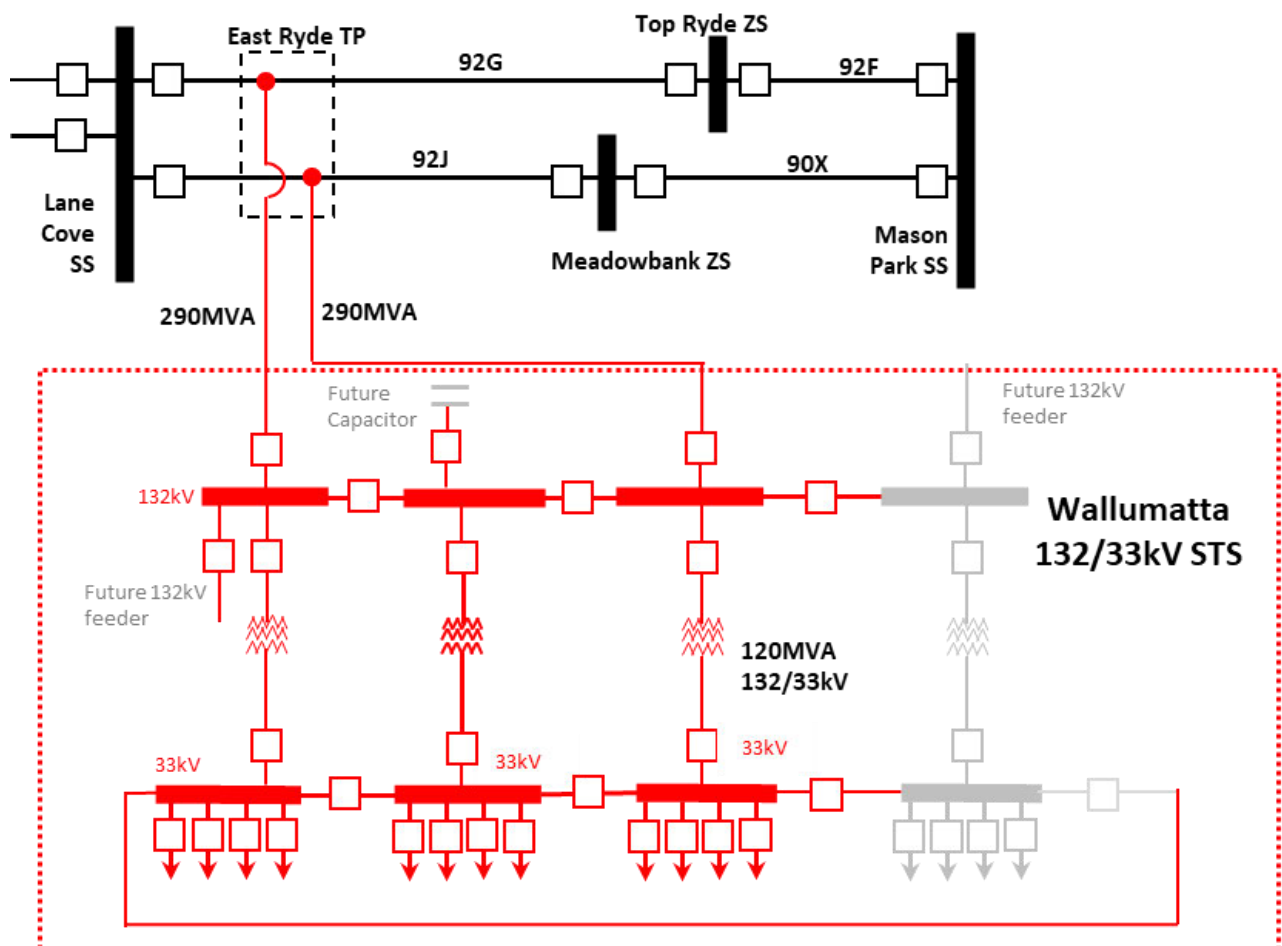 East Ryde TP
Top Ryde ZS
92G
92F
92J
90X
Lane
Cove
SS
Meadowbank ZS
Mason
Park SS
290MVA
290MVA
Future
Capacitor
Future 132kV
feeder
132kV
Wallumatta
132/33kV STS
Future 132kV
feeder
120MVA
132/33kV
33kV
33kV
33kV